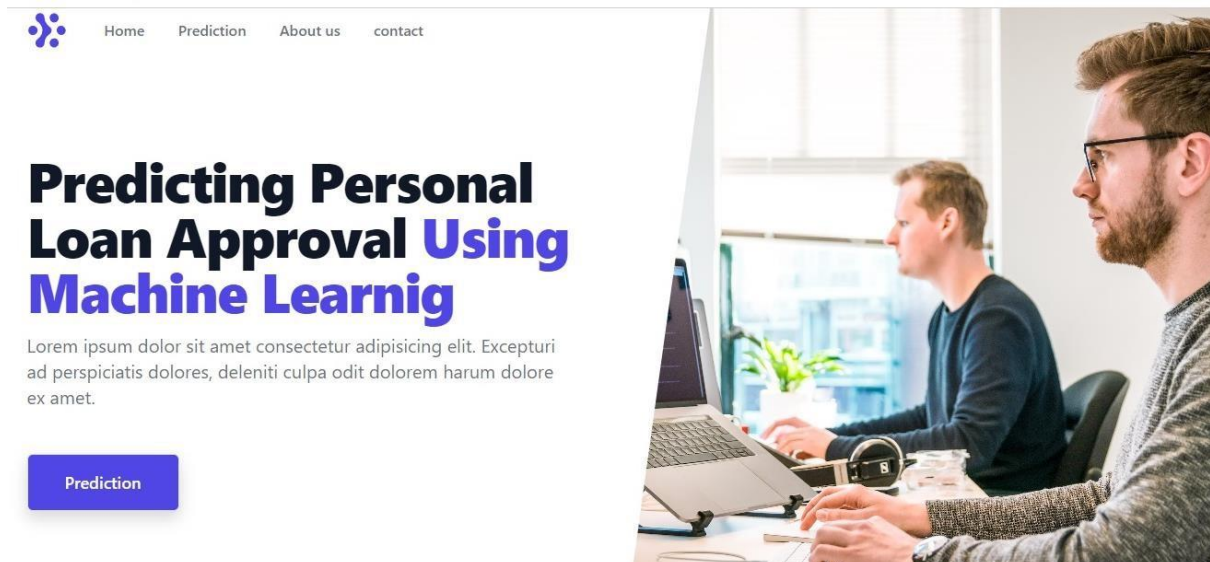 Home Prediction About us contact
Predicting Personal
Loan Approval Using
Machine Learnig
Lorem ipsum dolor sit amet consectetur adipisicing elit. Excepturi
ad perspiciatis dolores, deleniti culpa odit dolorem harum dolore
ex amet.
Prediction